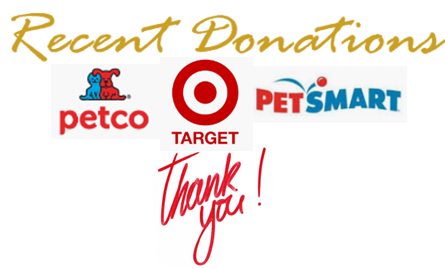 Recent Donations
petco
PETSMART
TARGET
Thank
you!